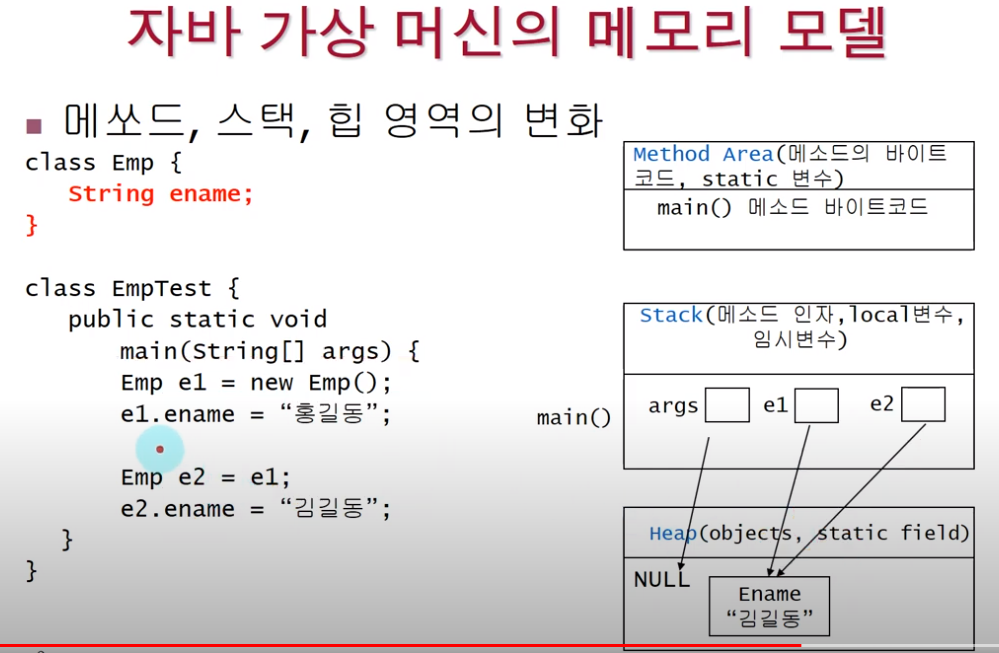 자바 가상 머신의 메모리 모델
메쏘드, 스택, 힙 영역의 변화
class Emp {
String ename;
}
class EmpTest {
public static void
main(String[] args) {
Emp e1 = new Emp();
e1.ename = “홍길동”;
Emp e2 = e1;
e2.ename = “김길동”;
}
}
Method Area(메소드의 바이트
코드, static 변수)
main() 메소드 바이트코드
Stack(메소드 인자,local변수,
임시변수)
main()
args e1 e2
Heap(objects, static field)
NULL
Ename
“김길동”